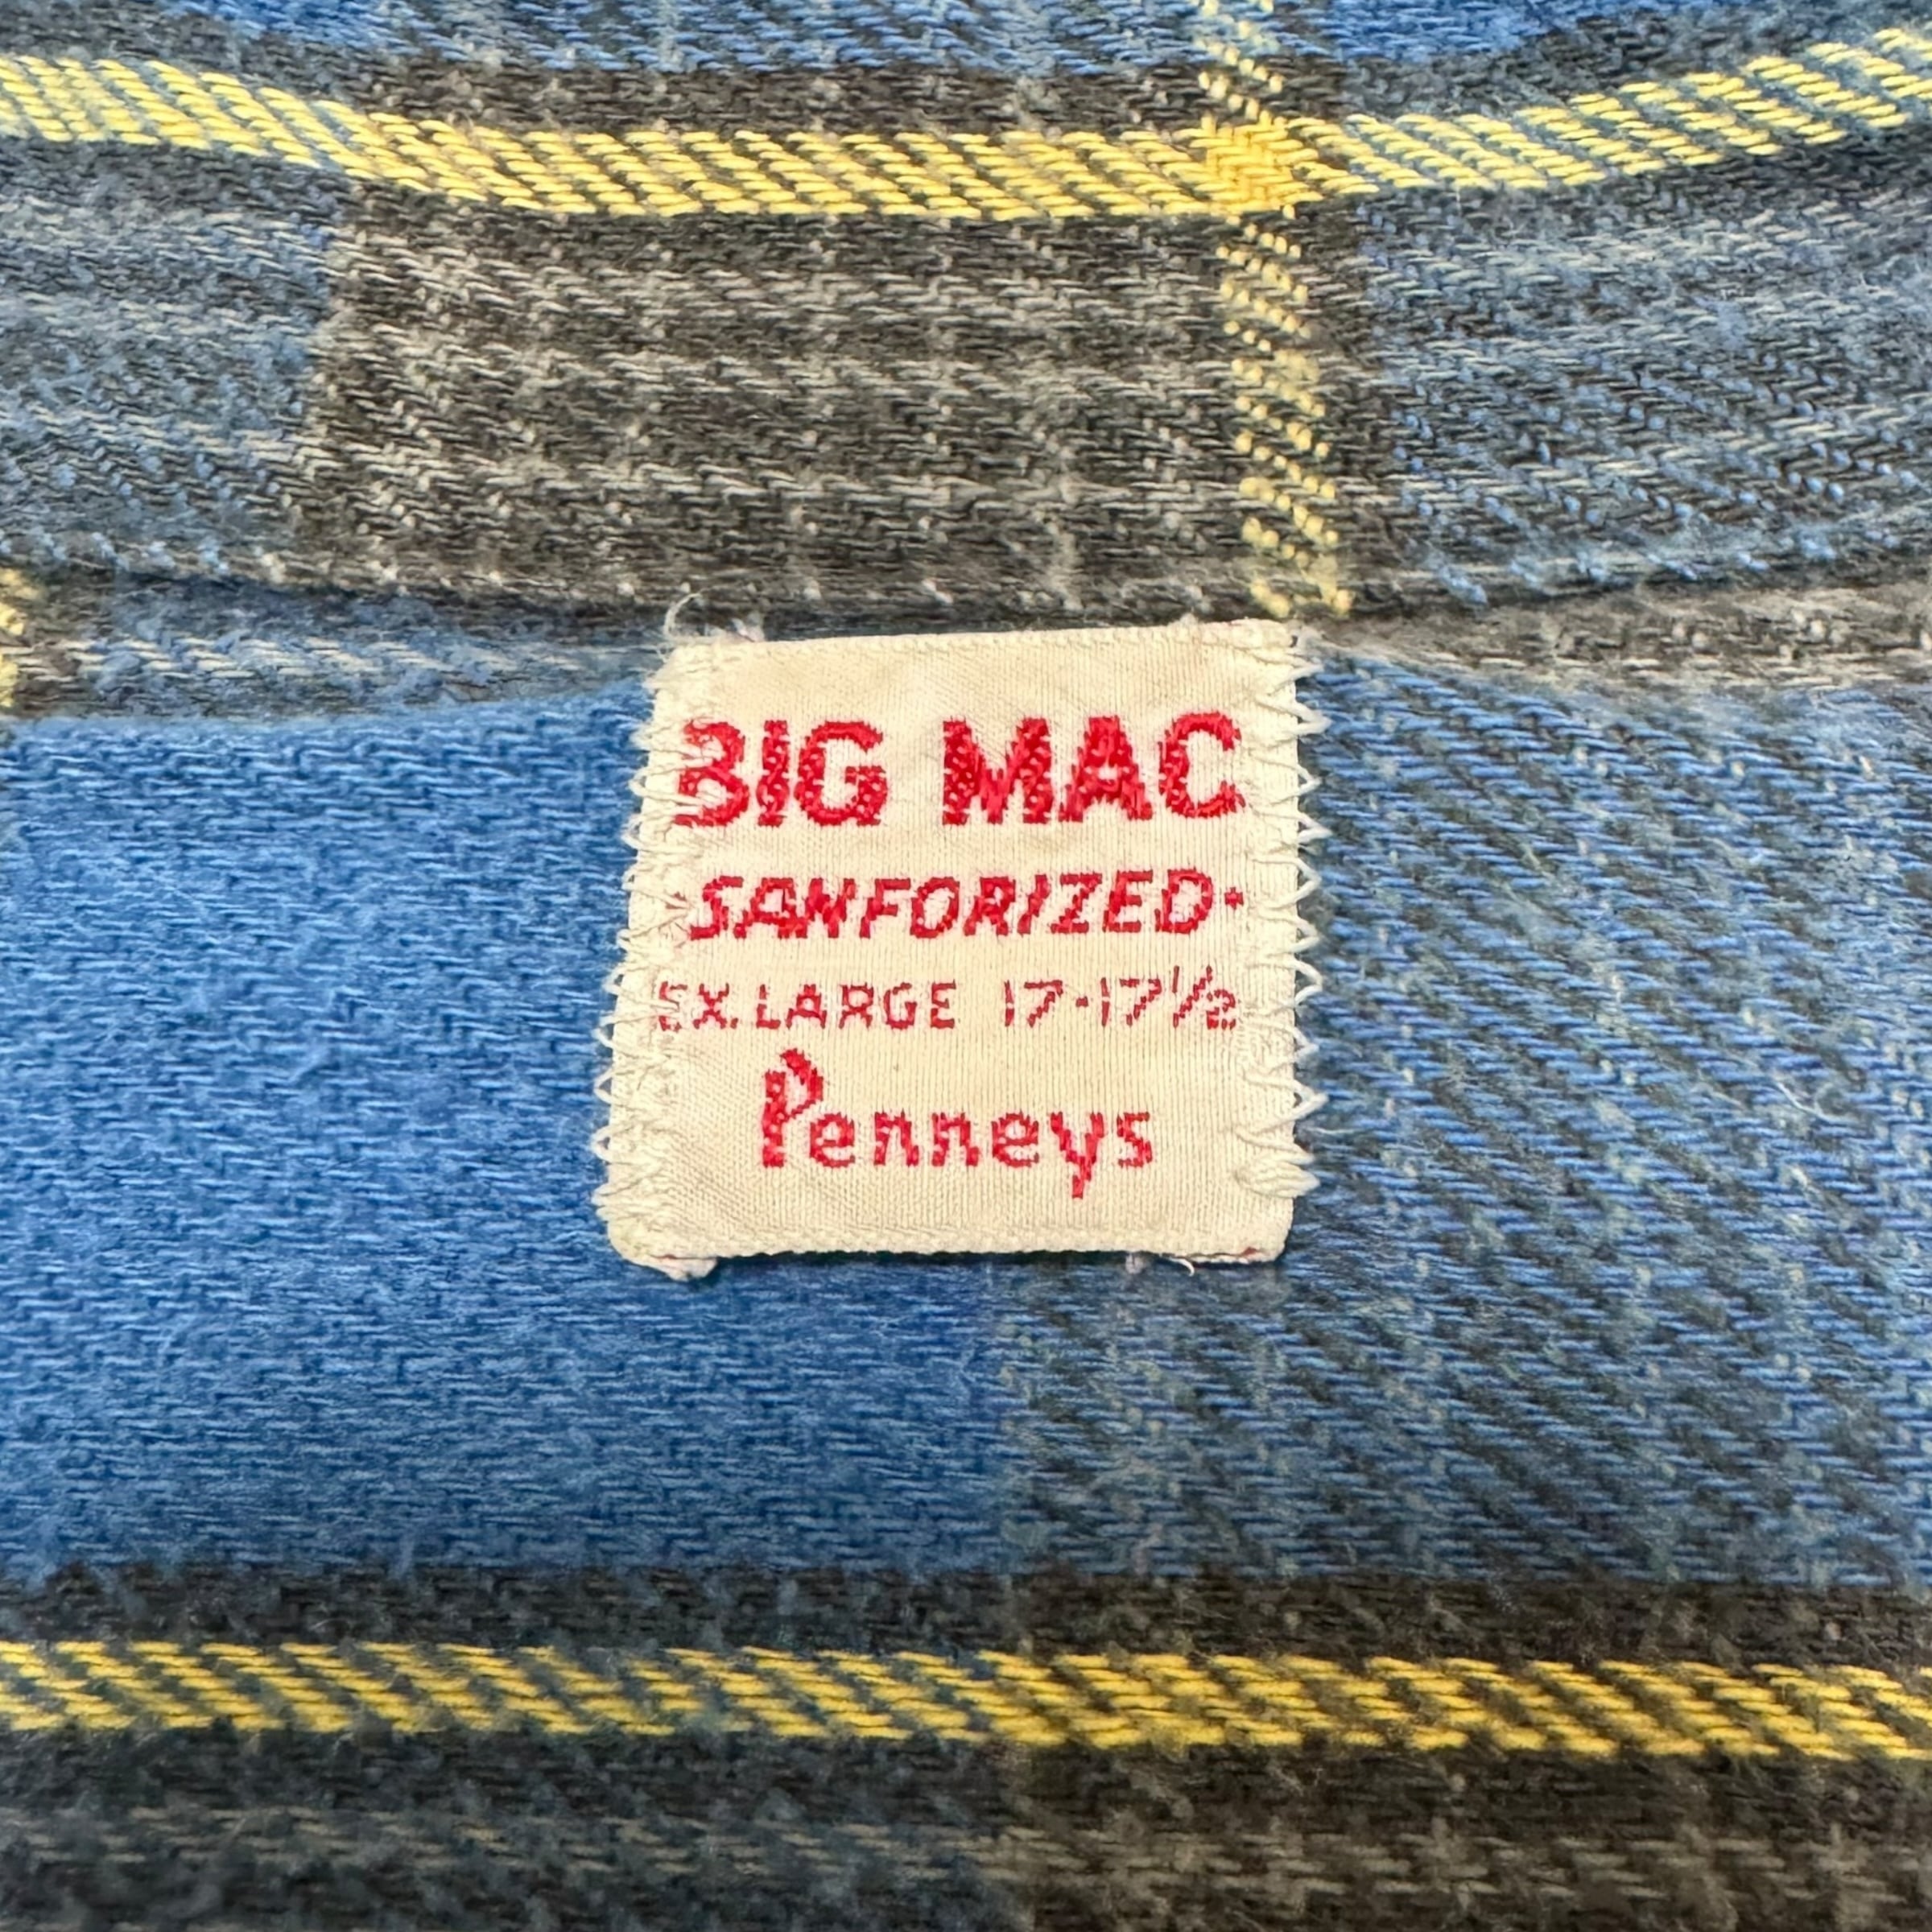 BIG MAC
SANFORIZED·
EX. LARGE 17-17½
Penneys